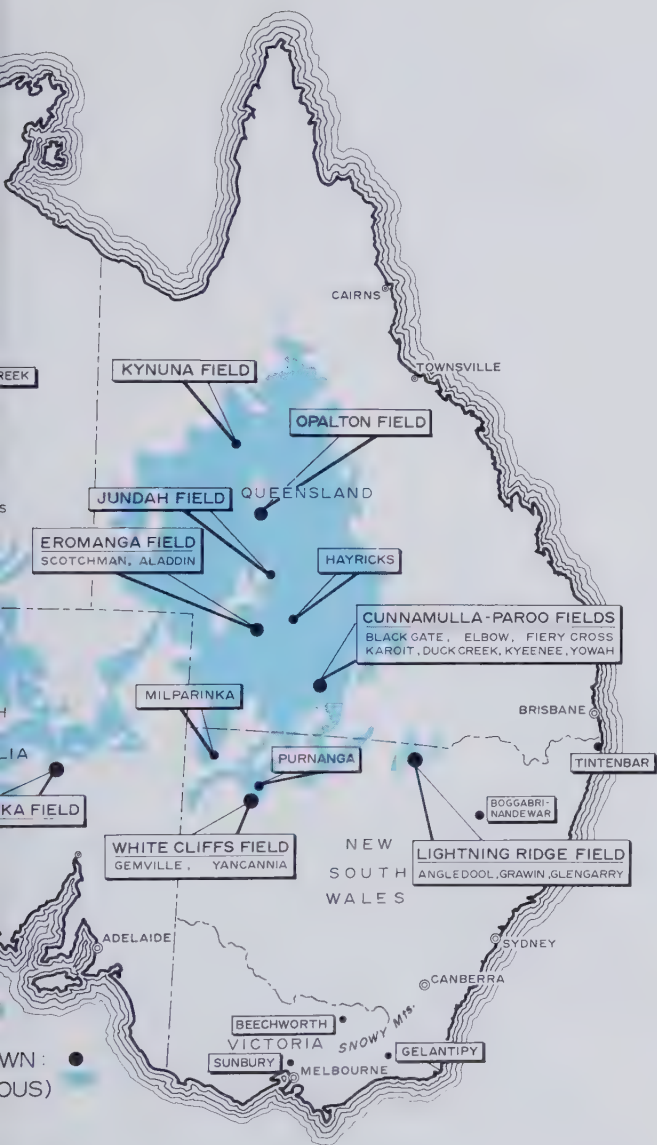 CAIRNS
TOWNSVILLE
REEK
KYNUNA FIELD
OPALTON FIELD
QUEENSLAND
JUNDAH FIELD
S
EROMANGA FIELD
SCOTCHMAN, ALADDIN
HAYRICKS
CUNNAMULLA-PAROO FIELDS
BLACK GATE, ELBOW, FIERY CROSS
KAROIT, DUCK CREEK, KYEENEE, YOWAH
MILPARINKA
BRISBANE
H
LIA
PURNANGA
TINTENBAR
KA FIELD
BOGGABRI-
NANDEWAR
WHITE CLIFFS FIELD
GEMVILLE, YANCANNIA
NEW
SOUTH
WALES
LIGHTNING RIDGE FIELD
ANGLEDOOL, GRAWIN, GLENGARRY
ADELAIDE
SYDNEY
CANBERRA
BEECHWORTH
VICTORIA
SNOWY Mts.
SUNBURY
GELANTIPY
MELBOURNE
WN :
OUS)